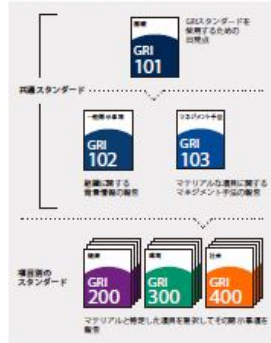 基礎
GRI
101
GRIスタンダードを
使用するための
出発点
共通スタンダード
一般開示事項
GRI
102
マネジメント手法
GRI
103
組織に関する
背景情報の報告
マテリアルな項目に関する
マネジメント手法の報告
項目別の
スタンダード
経済
GRI
200
環境
GRI
300
社会
GRI
400
マテリアルと特定した項目を選択してその開示事項を
報告